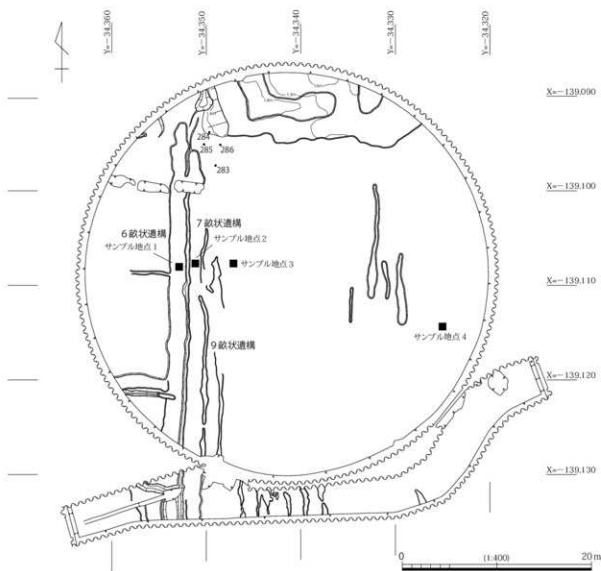 Y=−34,360
Y=−34,350
Y=−34,340
Y=−34,330
Y=−34,320
X=−139,090
284
285
286
283
X=−139,100
7畝状遺構
6畝状遺構
サンプル地点2
サンプル地点1
サンプル地点3
X=−139,110
サンプル地点4
9畝状遺構
X=−139,120
X=−139,130
0
(1:400)
20 m